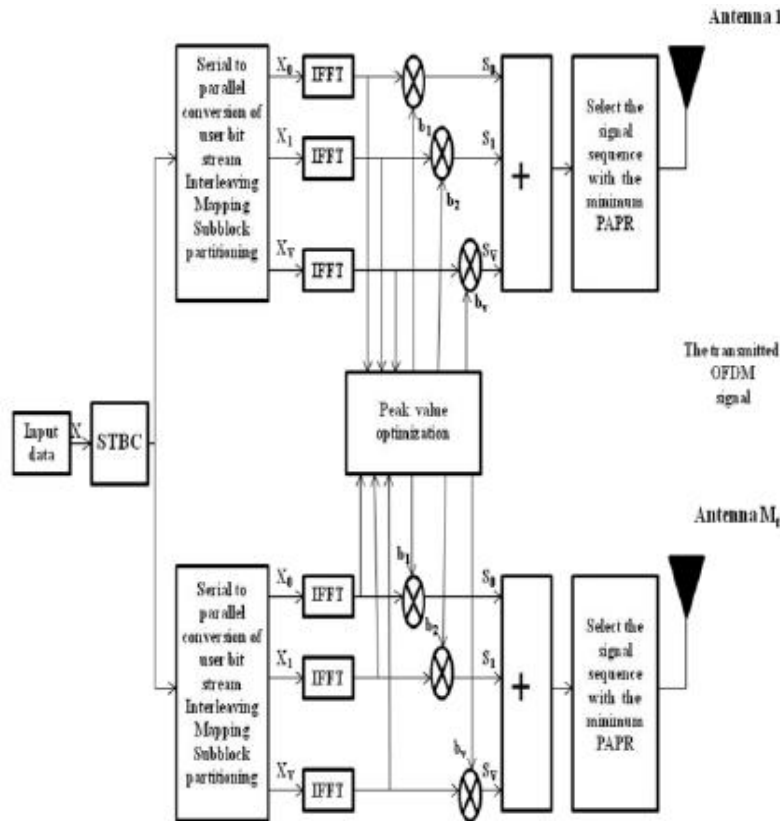 Antenna 1
Serial to
parallel
conversion of
user bit
stream
Interleaving
Mapping
Subblock
partitioning
X0
IFFT
b1
S0
X1
IFFT
b2
S1
XV
IFFT
bv
SV
+
Select the
signal
sequence
with the
minimum
PAPR
The transmitted
OFDM
signal
Input
data
X
STBC
Peak value
optimization
Antenna Mt
Serial to
parallel
conversion of
user bit
stream
Interleaving
Mapping
Subblock
partitioning
X0
IFFT
b1
S0
X1
IFFT
b2
S1
XV
IFFT
bv
SV
+
Select the
signal
sequence
with the
minimum
PAPR